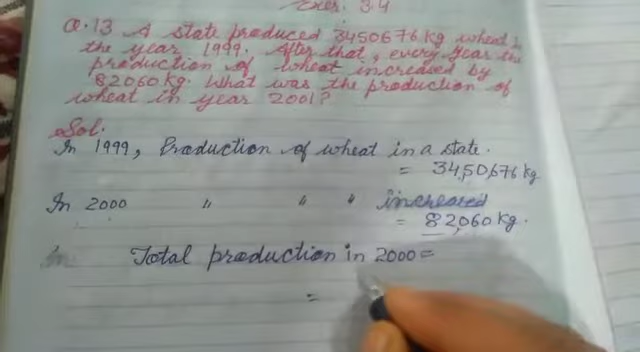 Exer. 3.4
Q.13 A state produced 3450676 kg wheat in
the year 1999. After that, every year the
production of wheat increased by
82060 kg. What was the production of
wheat in year 2001?
Sol:
In 1999, Production of wheat in a state.
= 34,50,676 kg
In 2000 〃 〃 〃 increased
= 82,060 kg.
In Total production in 2000 =
=